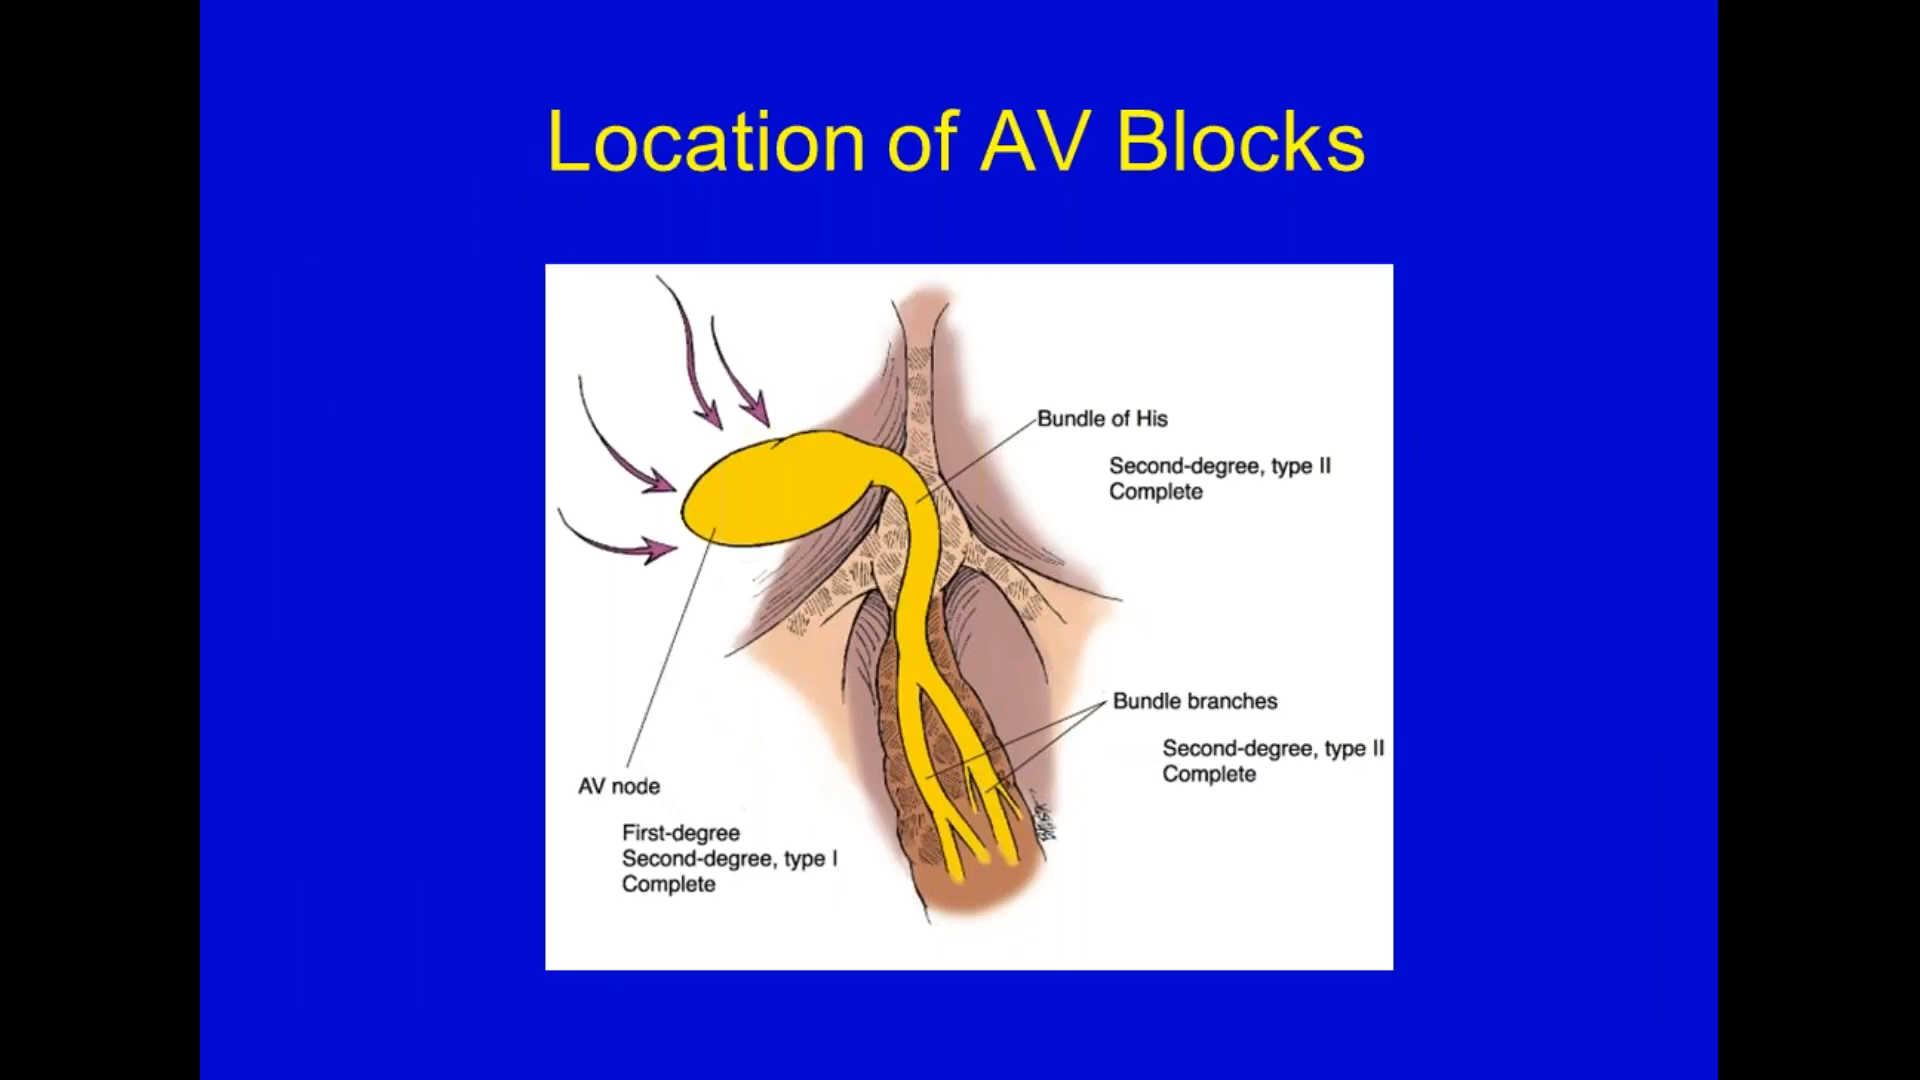 Location of AV Blocks
Bundle of His
Second-degree, type II
Complete
Bundle branches
Second-degree, type II
Complete
AV node
First-degree
Second-degree, type I
Complete